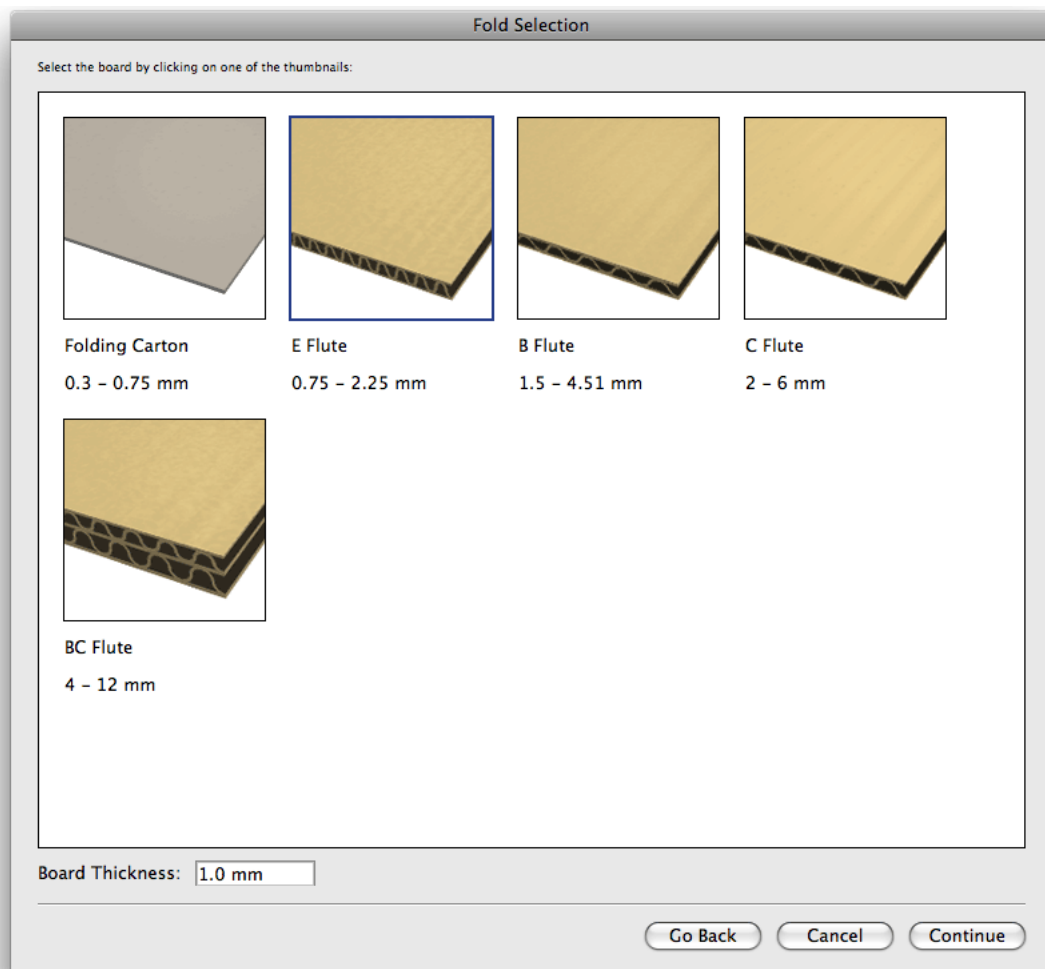 Fold Selection
Select the board by clicking on one of the thumbnails:
Folding Carton
0.3 – 0.75 mm
E Flute
0.75 – 2.25 mm
B Flute
1.5 – 4.51 mm
C Flute
2 – 6 mm
BC Flute
4 – 12 mm
Board Thickness: 1.0 mm
Go Back Cancel Continue